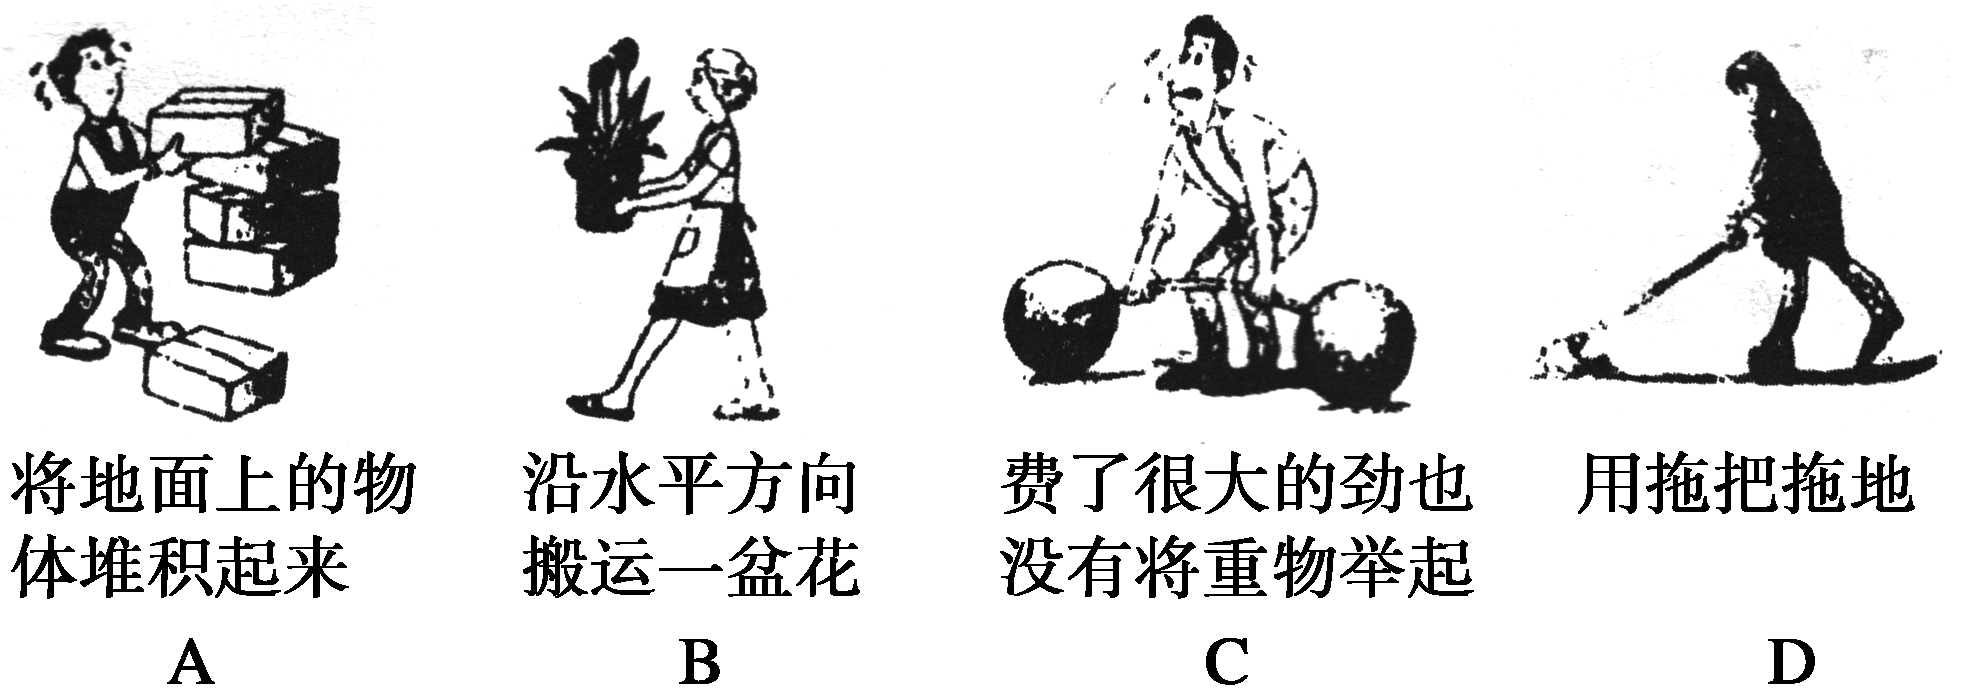 将地面上的物
体堆积起来
A
沿水平方向
搬运一盆花
B
费了很大的劲也
没有将重物举起
C
用拖把拖地
D